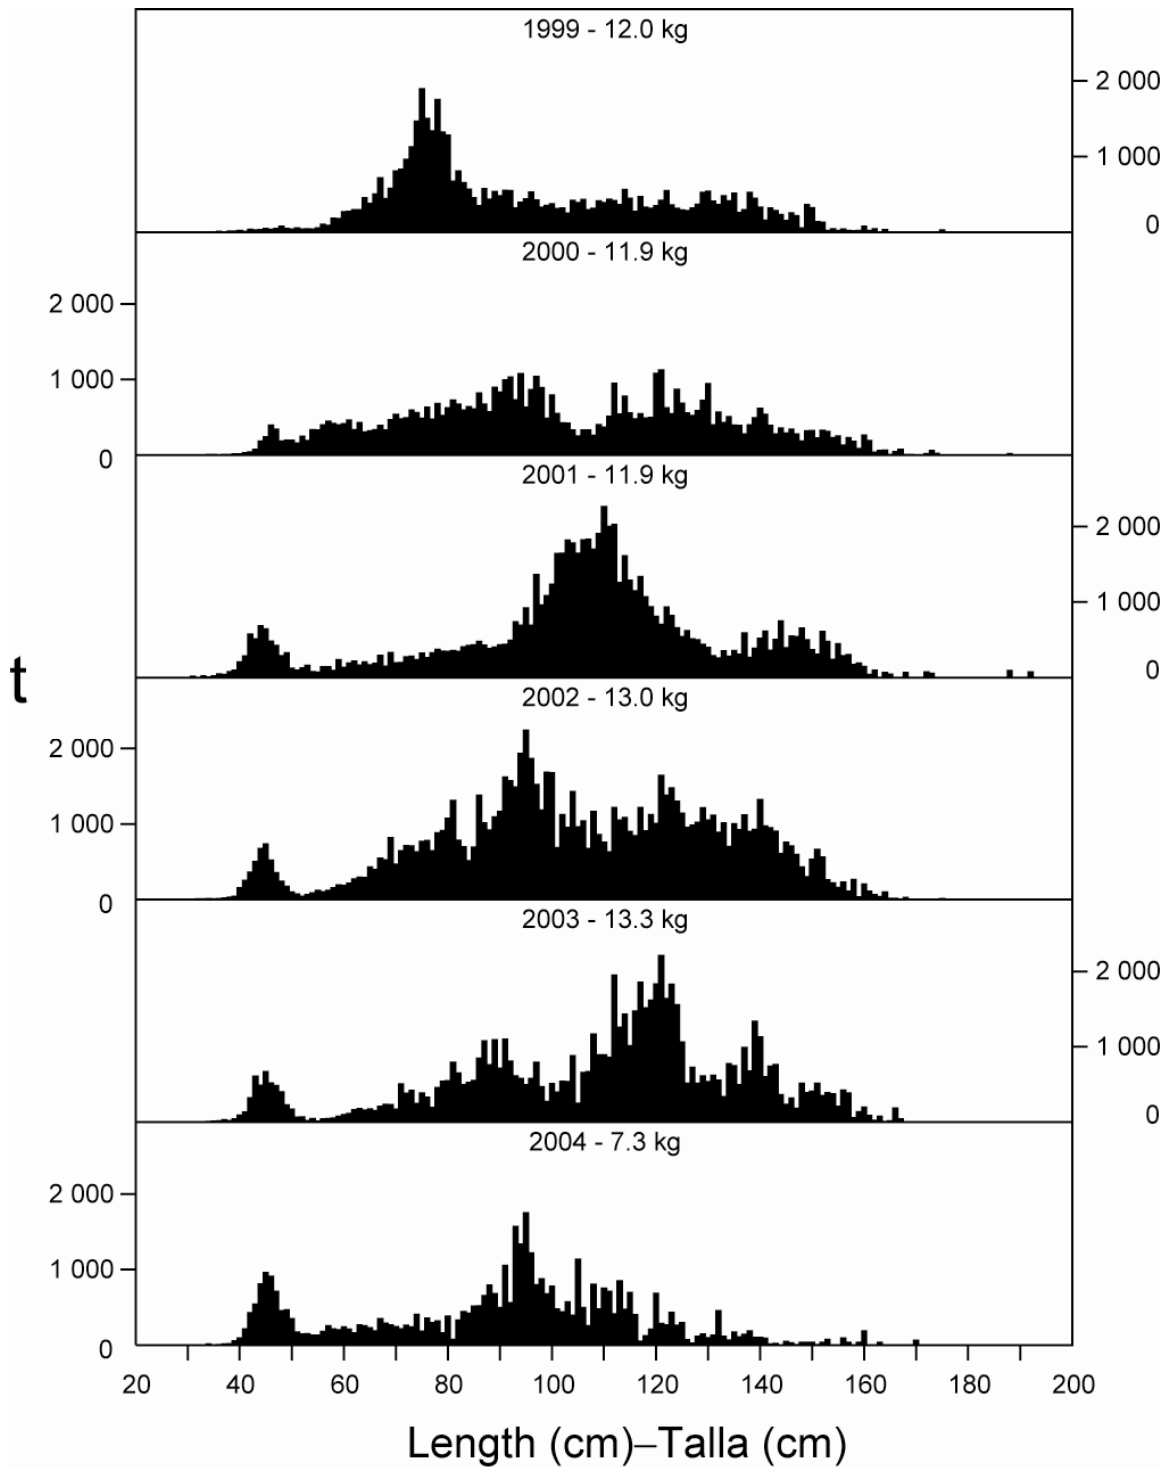 1999 - 12.0 kg
2 000
1 000
0
2000 - 11.9 kg
2 000
1 000
0
2001 - 11.9 kg
2 000
1 000
0
t
2002 - 13.0 kg
2 000
1 000
0
2003 - 13.3 kg
2 000
1 000
0
2004 - 7.3 kg
2 000
1 000
0
20 40 60 80 100 120 140 160 180 200
Length (cm)–Talla (cm)